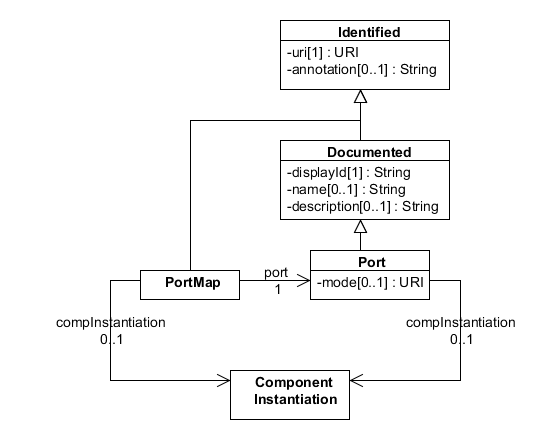 Identified
-uri[1] : URI
-annotation[0..1] : String
Documented
-displayId[1] : String
-name[0..1] : String
-description[0..1] : String
Port
-mode[0..1] : URI
PortMap
port
1
compInstantiation
0..1
compInstantiation
0..1
Component
Instantiation